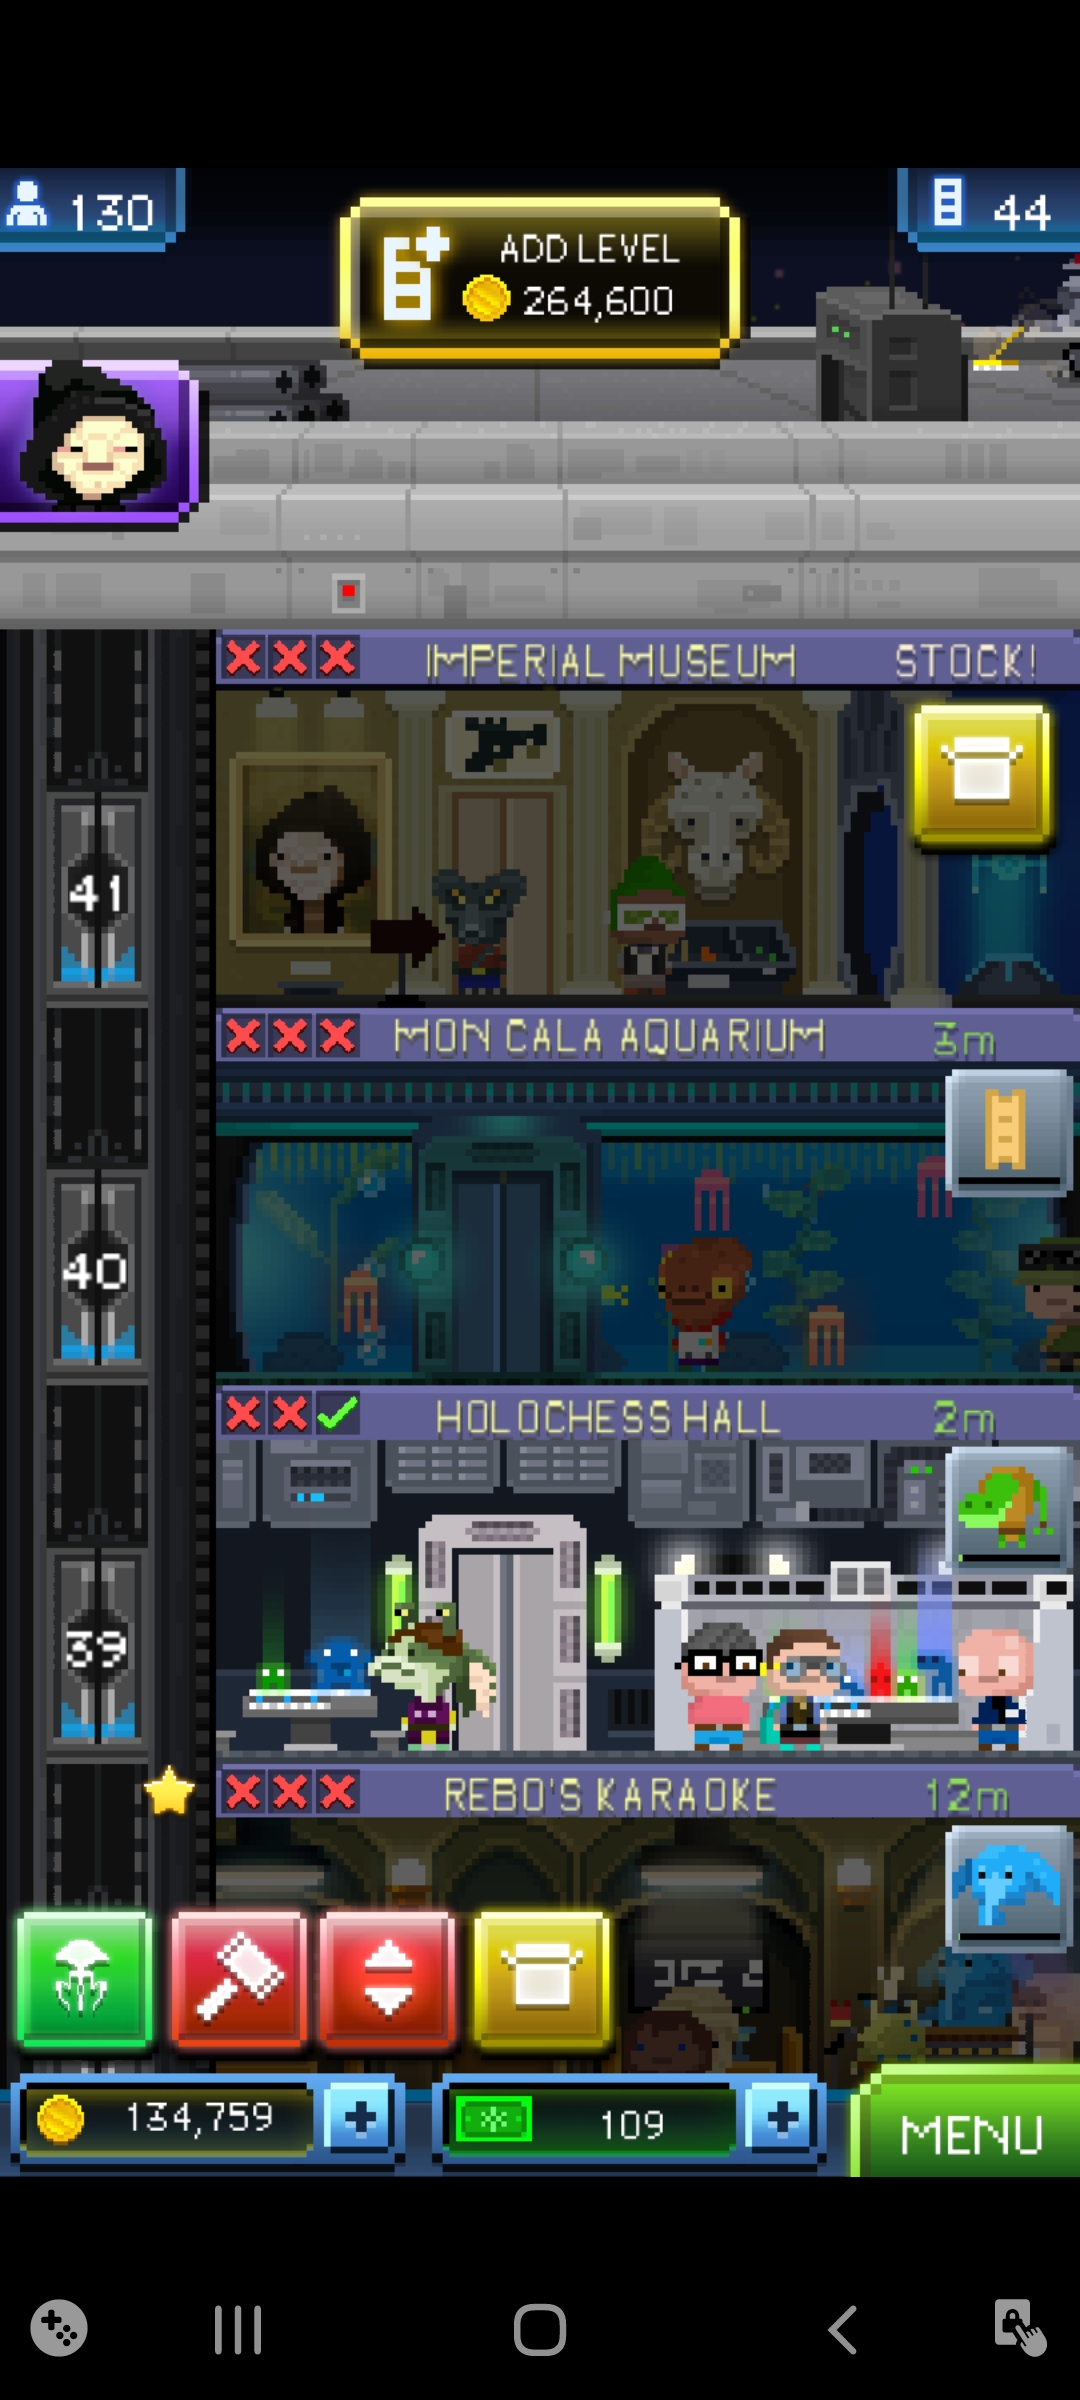 130
ADD LEVEL
264,600
44
IMPERIAL MUSEUM STOCK!
41
MON CALA AQUARIUM 3m
40
HOLOCHESS HALL 2m
39
REBO'S KARAOKE 12m
134,759
109
MENU